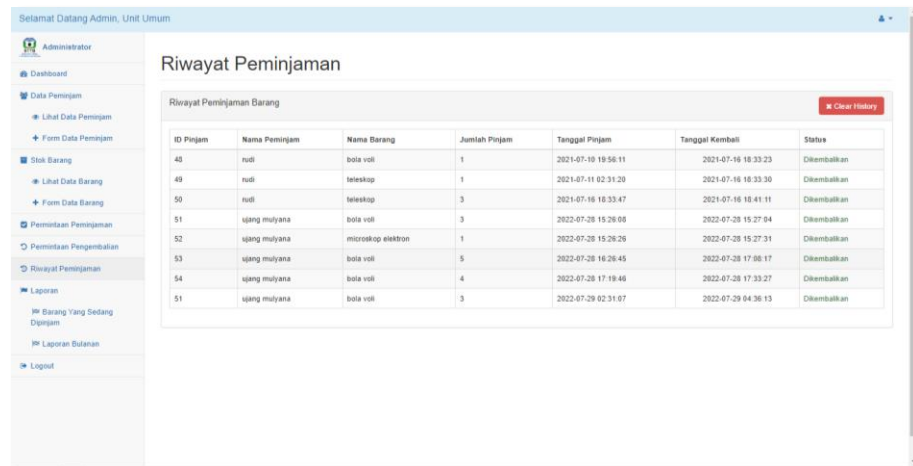 Selamat Datang Admin, Unit Umum
Administrator
Dashboard
Data Peminjam
Lihat Data Peminjam
Form Data Peminjam
Stok Barang
Lihat Data Barang
Form Data Barang
Permintaan Peminjaman
Permintaan Pengembalian
Riwayat Peminjaman
Laporan
Barang Yang Sedang
Dipinjam
Laporan Bulanan
Logout
Riwayat Peminjaman
Riwayat Peminjaman Barang
Clear History
ID Pinjam Nama Peminjam Nama Barang Jumlah Pinjam Tanggal Pinjam Tanggal Kembali Status
48 rudi bola voli 1 2021-07-10 19:56:11 2021-07-16 18:33:23 Dikembalikan
49 rudi teleskop 1 2021-07-11 02:31:20 2021-07-16 18:33:30 Dikembalikan
50 rudi teleskop 3 2021-07-16 18:33:47 2021-07-16 18:41:11 Dikembalikan
51 ujang mulyana bola voli 3 2022-07-28 15:26:08 2022-07-28 15:27:04 Dikembalikan
52 ujang mulyana microskop elektron 1 2022-07-28 15:26:26 2022-07-28 15:27:31 Dikembalikan
53 ujang mulyana bola voli 5 2022-07-28 16:26:45 2022-07-28 17:08:17 Dikembalikan
54 ujang mulyana bola voli 4 2022-07-28 17:19:46 2022-07-28 17:33:27 Dikembalikan
51 ujang mulyana bola voli 3 2022-07-29 02:31:07 2022-07-29 04:36:13 Dikembalikan